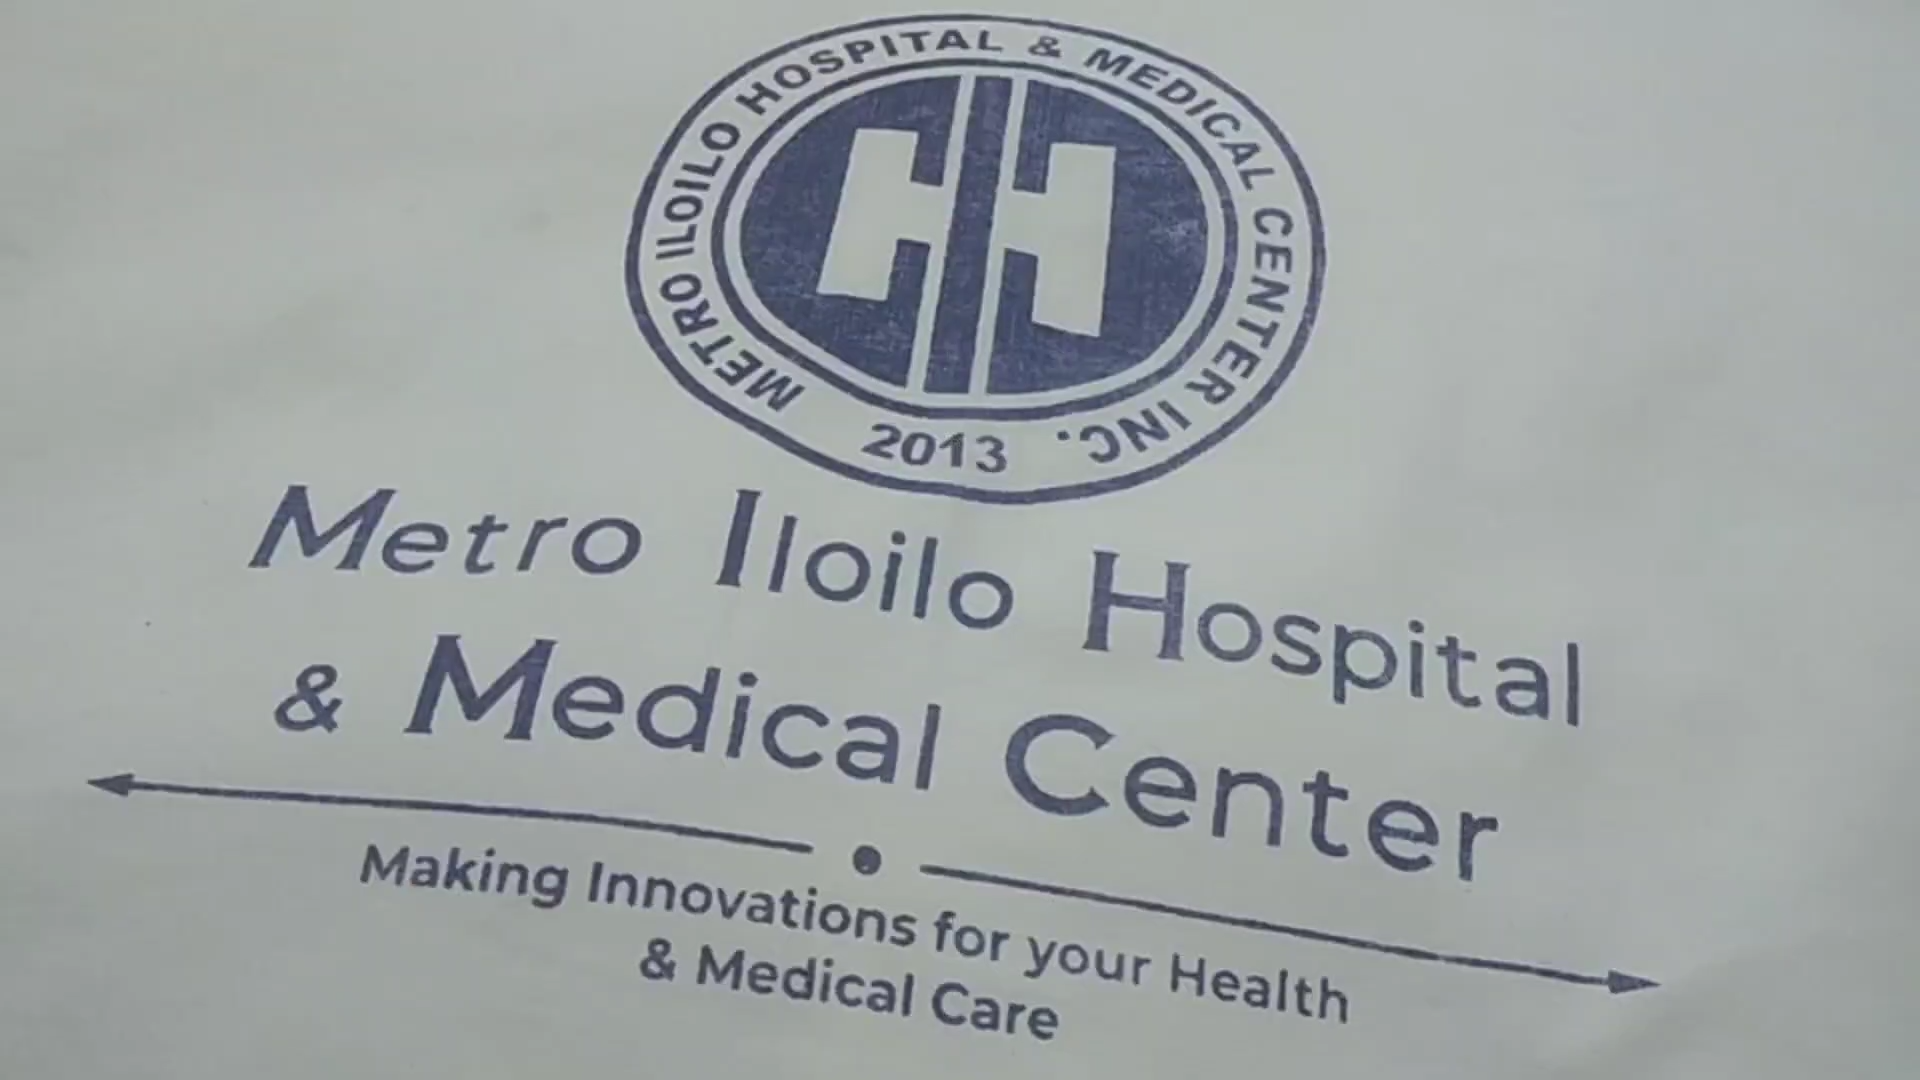 METRO ILOILO HOSPITAL & MEDICAL CENTER INC.
2013
Metro Iloilo Hospital
& Medical Center
Making Innovations for your Health
& Medical Care